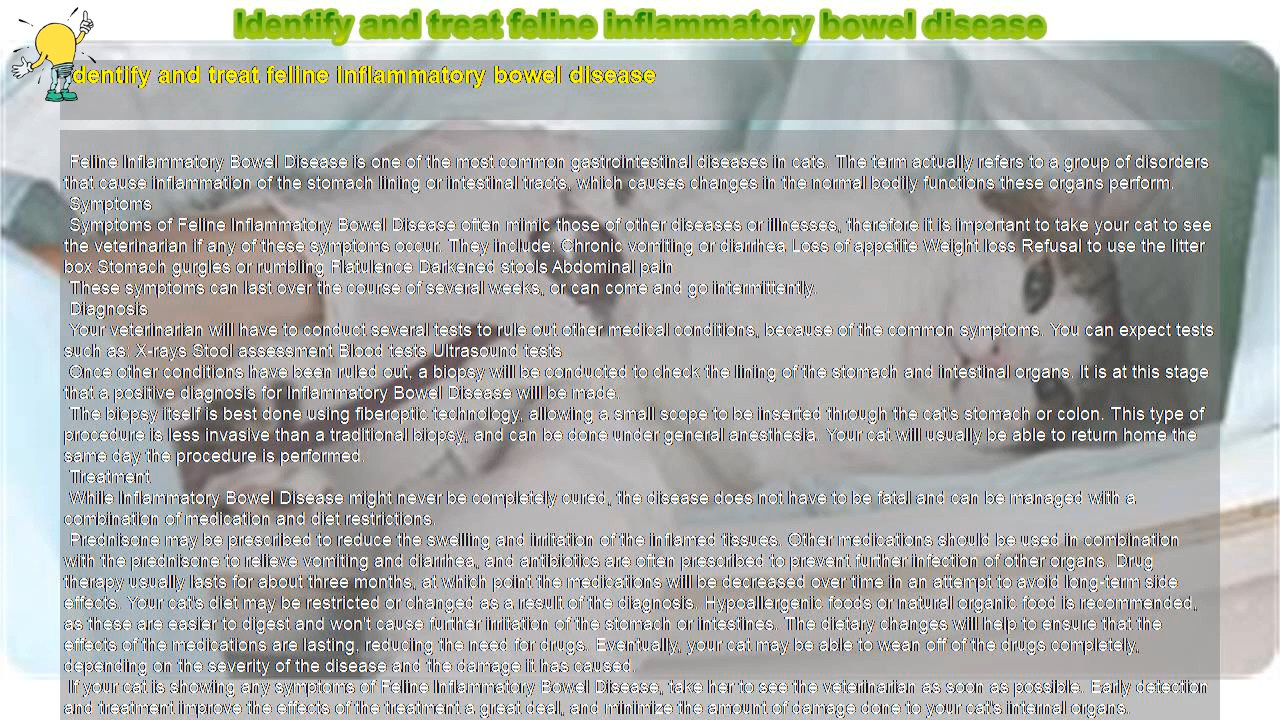 Identify and treat feline inflammatory bowel disease
dentify and treat feline inflammatory bowel disease
Feline Inflammatory Bowel Disease is one of the most common gastrointestinal diseases in cats. The term actually refers to a group of disorders
that cause inflammation of the stomach lining or intestinal tracts, which causes changes in the normal bodily functions these organs perform.
Symptoms
Symptoms of Feline Inflammatory Bowel Disease often mimic those of other diseases or illnesses, therefore it is important to take your cat to see
the veterinarian if any of these symptoms occur. They include: Chronic vomiting or diarrhea Loss of appetite Weight loss Refusal to use the litter
box Stomach gurgles or rumbling Flatulence Darkened stools Abdominal pain
These symptoms can last over the course of several weeks, or can come and go intermittently.
Diagnosis
Your veterinarian will have to conduct several tests to rule out other medical conditions, because of the common symptoms. You can expect tests
such as: X-rays Stool assessment Blood tests Ultrasound tests
Once other conditions have been ruled out, a biopsy will be conducted to check the lining of the stomach and intestinal organs. It is at this stage
that a positive diagnosis for Inflammatory Bowel Disease will be made.
The biopsy itself is best done using fiberoptic technology, allowing a small scope to be inserted through the cat's stomach or colon. This type of
procedure is less invasive than a traditional biopsy, and can be done under general anesthesia. Your cat will usually be able to return home the
same day the procedure is performed.
Treatment
While Inflammatory Bowel Disease might never be completely cured, the disease does not have to be fatal and can be managed with a
combination of medication and diet restrictions.
Prednisone may be prescribed to reduce the swelling and irritation of the inflamed tissues. Other medications should be used in combination
with the prednisone to relieve vomiting and diarrhea, and antibiotics are often prescribed to prevent further infection of other organs. Drug
therapy usually lasts for about three months, at which point the medications will be decreased over time in an attempt to avoid long-term side
effects. Your cat's diet may be restricted or changed as a result of the diagnosis. Hypoallergenic foods or natural organic food is recommended,
as these are easier to digest and won't cause further irritation of the stomach or intestines. The dietary changes will help to ensure that the
effects of the medications are lasting, reducing the need for drugs. Eventually, your cat may be able to wean off of the drugs completely,
depending on the severity of the disease and the damage it has caused.
If your cat is showing any symptoms of Feline Inflammatory Bowel Disease, take her to see the veterinarian as soon as possible. Early detection
and treatment improve the effects of the treatment a great deal, and minimize the amount of damage done to your cat's internal organs.